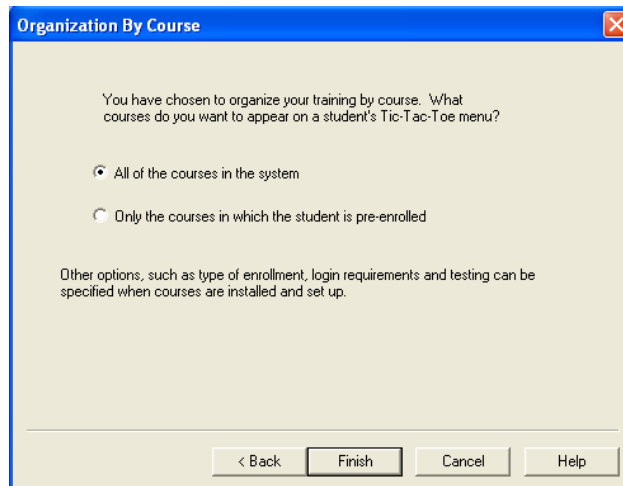 Organization By Course
You have chosen to organize your training by course. What
courses do you want to appear on a student's Tic-Tac-Toe menu?
All of the courses in the system
Only the courses in which the student is pre-enrolled
Other options, such as type of enrollment, login requirements and testing can be
specified when courses are installed and set up.
< Back Finish Cancel Help